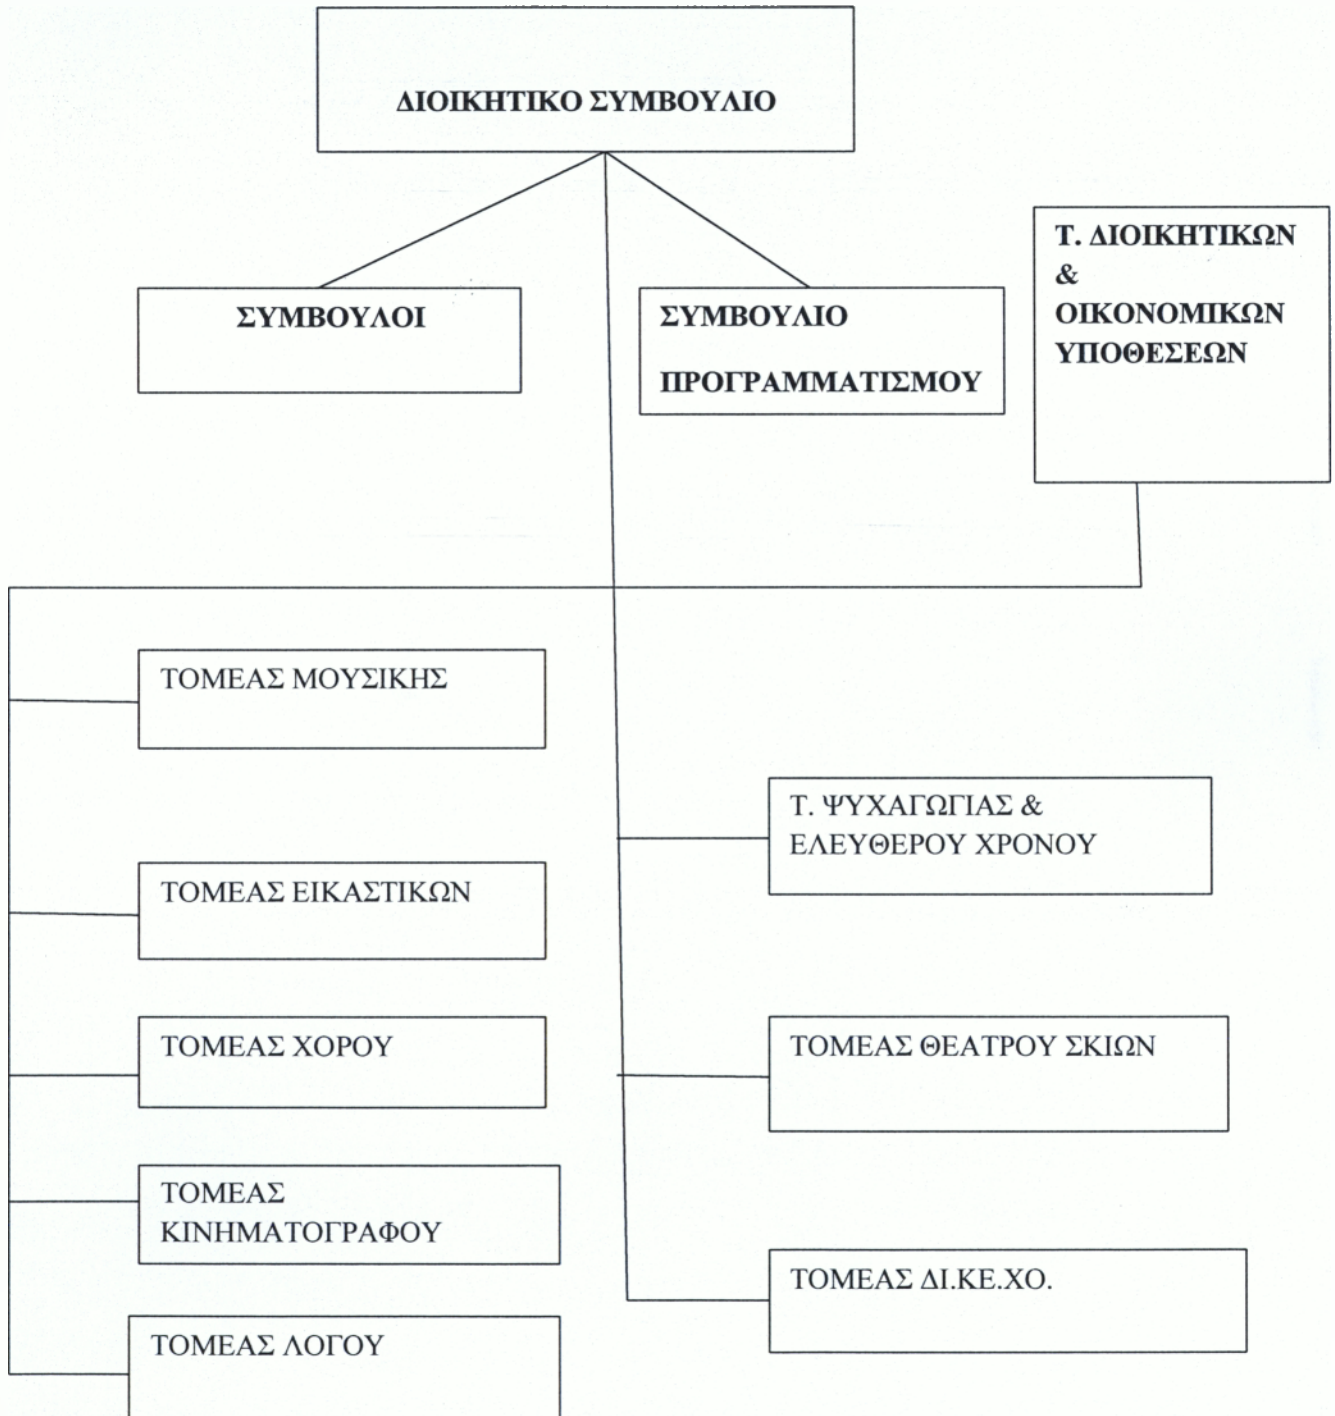 ΔΙΟΙΚΗΤΙΚΟ ΣΥΜΒΟΥΛΙΟ
ΣΥΜΒΟΥΛΟΙ
ΣΥΜΒΟΥΛΙΟ
ΠΡΟΓΡΑΜΜΑΤΙΣΜΟΥ
Τ. ΔΙΟΙΚΗΤΙΚΩΝ
&
ΟΙΚΟΝΟΜΙΚΩΝ
ΥΠΟΘΕΣΕΩΝ
ΤΟΜΕΑΣ ΜΟΥΣΙΚΗΣ
Τ. ΨΥΧΑΓΩΓΙΑΣ &
ΕΛΕΥΘΕΡΟΥ ΧΡΟΝΟΥ
ΤΟΜΕΑΣ ΕΙΚΑΣΤΙΚΩΝ
ΤΟΜΕΑΣ ΧΟΡΟΥ
ΤΟΜΕΑΣ ΘΕΑΤΡΟΥ ΣΚΙΩΝ
ΤΟΜΕΑΣ
ΚΙΝΗΜΑΤΟΓΡΑΦΟΥ
ΤΟΜΕΑΣ ΔΙ.ΚΕ.ΧΟ.
ΤΟΜΕΑΣ ΛΟΓΟΥ